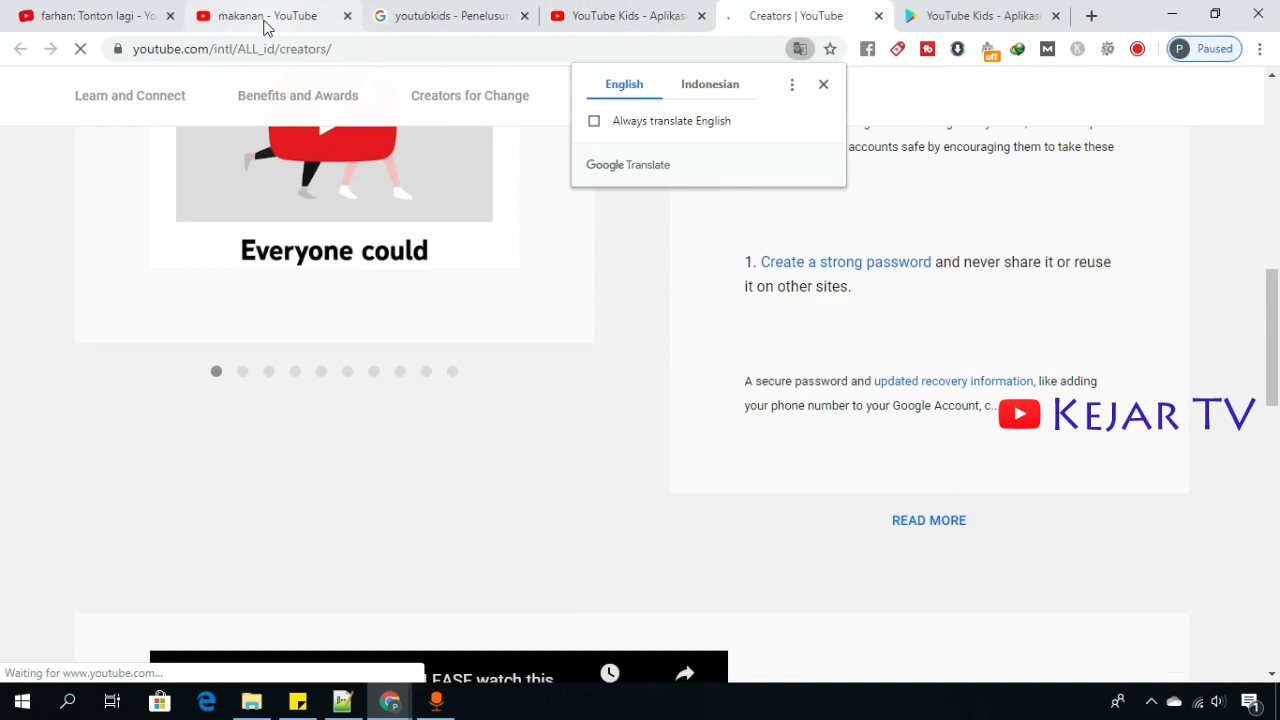 farhan: Tonton lagi - Yo
makanan - YouTube
youtubkids - Penelusur
YouTube Kids - Aplikas
Creators | YouTube
YouTube Kids - Aplikas
youtube.com/intl/ALL_id/creators/
off
P Paused
Learn and Connect
Benefits and Awards
Creators for Change
English
Indonesian
Always translate English
Google Translate
accounts safe by encouraging them to take these
Everyone could
1. Create a strong password and never share it or reuse
it on other sites.
A secure password and updated recovery information, like adding
your phone number to your Google Account, c...
KEJAR TV
READ MORE
Waiting for www.youtube.com...
LEASE watch this